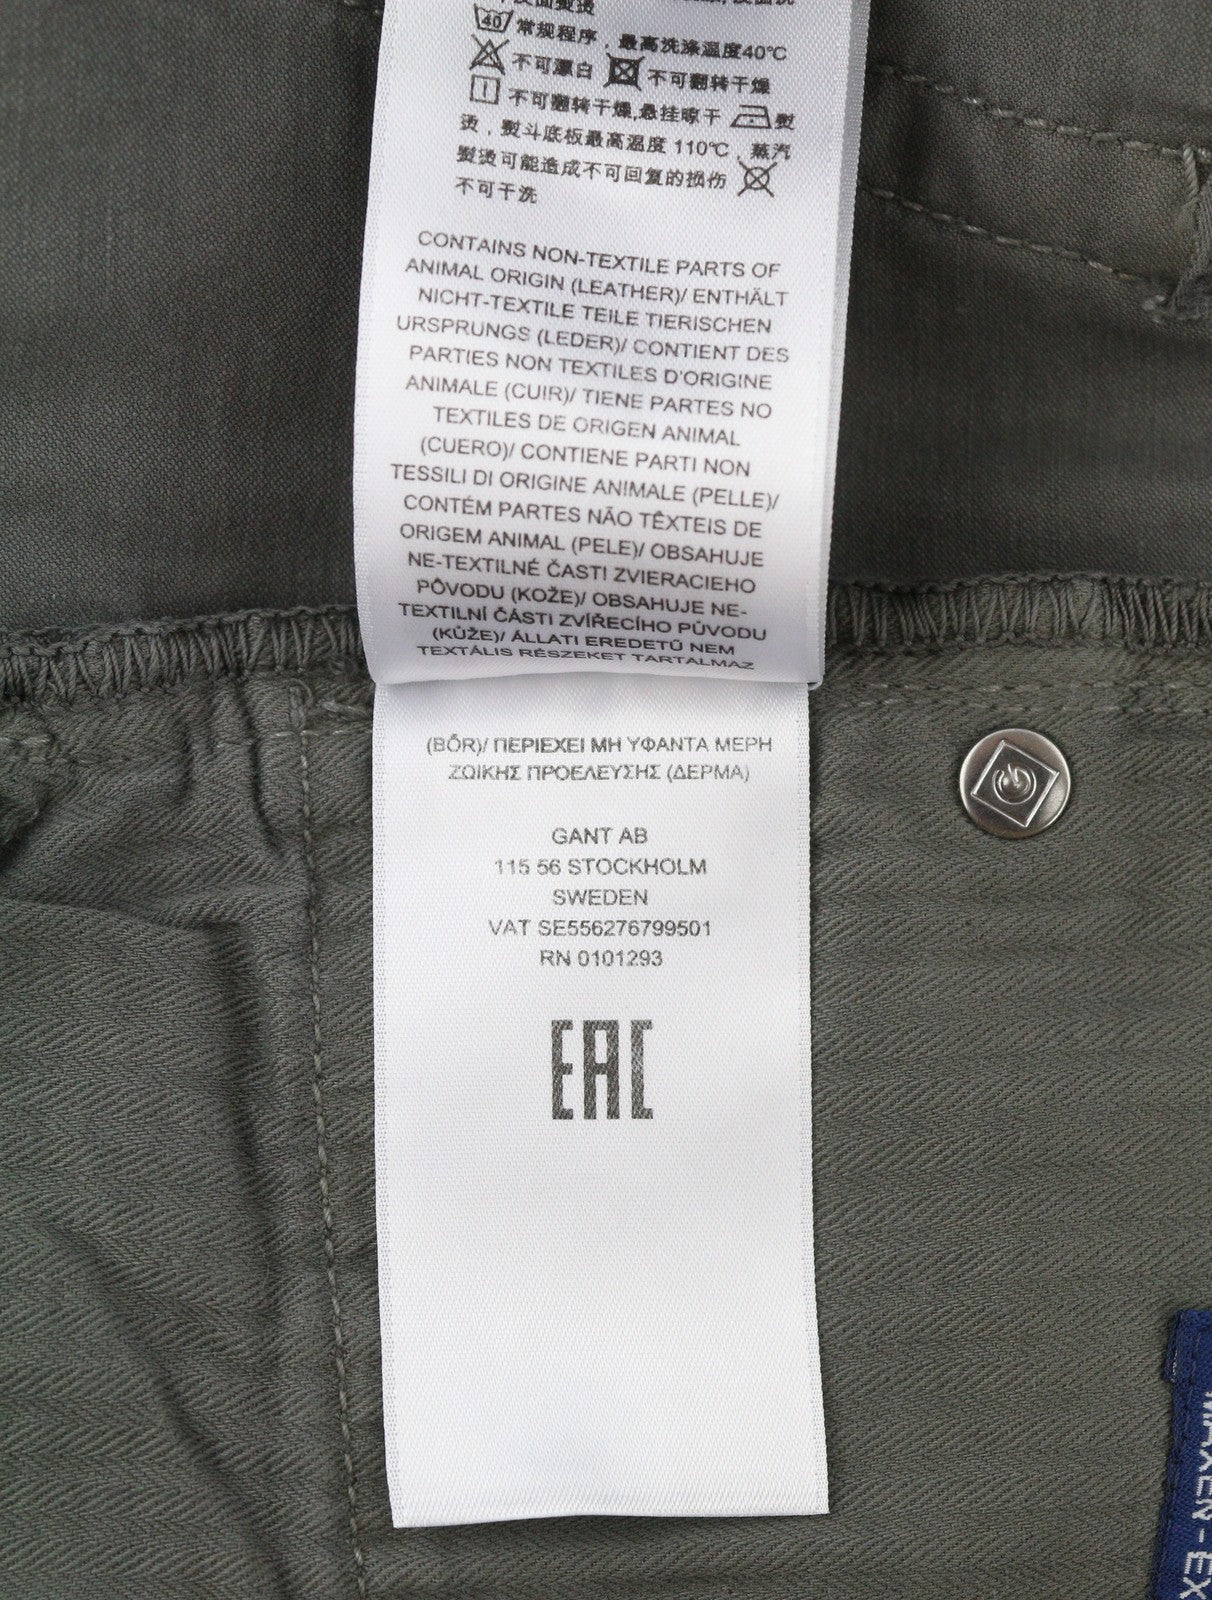 反面熨烫
40 常规程序，最高洗涤温度40℃
不可漂白 不可翻转干燥
不可翻转干燥,悬挂晾干 熨
烫，熨斗底板最高温度 110℃, 蒸汽
熨烫可能造成不可回复的损伤
不可干洗
CONTAINS NON-TEXTILE PARTS OF
ANIMAL ORIGIN (LEATHER)/ ENTHÄLT
NICHT-TEXTILE TEILE TIERISCHEN
URSPRUNGS (LEDER)/ CONTIENT DES
PARTIES NON TEXTILES D'ORIGINE
ANIMALE (CUIR)/ TIENE PARTES NO
TEXTILES DE ORIGEN ANIMAL
(CUERO)/ CONTIENE PARTI NON
TESSILI DI ORIGINE ANIMALE (PELLE)/
CONTÉM PARTES NÃO TÊXTEIS DE
ORIGEM ANIMAL (PELE)/ OBSAHUJE
NE-TEXTILNÉ ČASTI ZVIERACIEHO
PÔVODU (KOŽE)/ OBSAHUJE NE-
TEXTILNÍ ČÁSTI ZVÍŘECÍHO PŮVODU
(KŮŽE)/ ÁLLATI EREDETŰ NEM
TEXTÁLIS RÉSZEKET TARTALMAZ
(BŐR)/ ΠΕΡΙΕΧΕΙ ΜΗ ΥΦΑΝΤΑ ΜΕΡΗ
ΖΩΙΚΗΣ ΠΡΟΕΛΕΥΣΗΣ (ΔΕΡΜΑ)
GANT AB
115 56 STOCKHOLM
SWEDEN
VAT SE556276799501
RN 0101293
EAC
G
MAXEN - EX